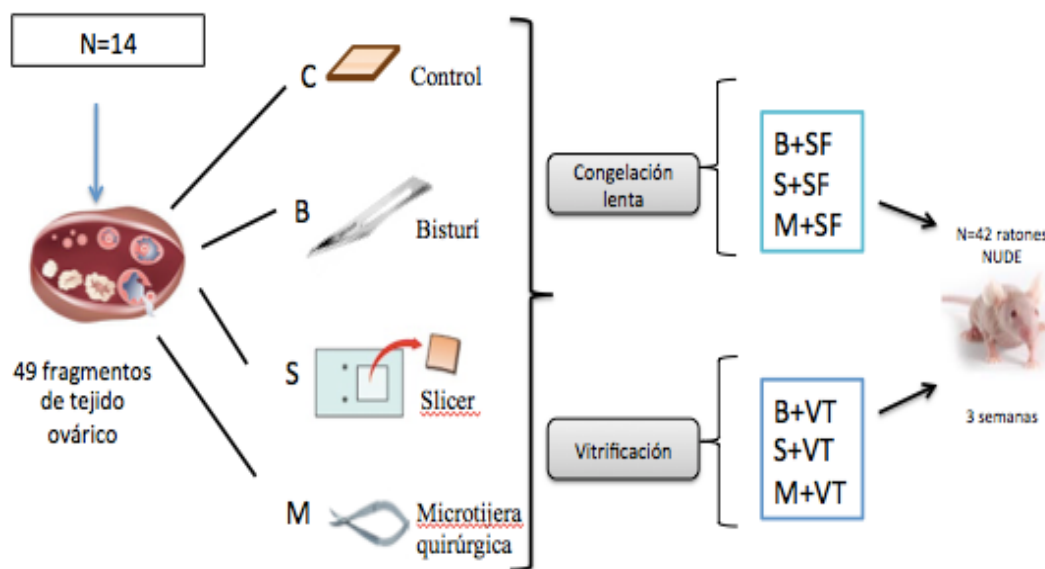 N=14
49 fragmentos
de tejido
ovárico
C
Control
B
Bisturí
S
Slicer
M
Microtijera
quirúrgica
Congelación
lenta
B+SF
S+SF
M+SF
Vitrificación
B+VT
S+VT
M+VT
N=42 ratones
NUDE
3 semanas